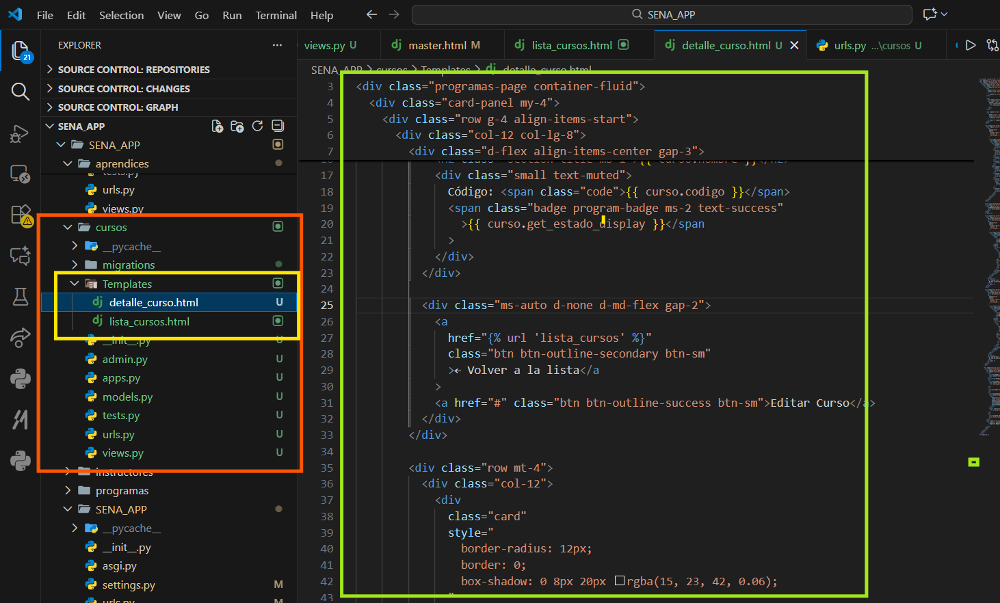 File Edit Selection View Go Run Terminal Help
SENA_APP
21
EXPLORER
SOURCE CONTROL: REPOSITORIES
SOURCE CONTROL: CHANGES
SOURCE CONTROL: GRAPH
SENA_APP
SENA_APP
aprendices
tests.py
urls.py
views.py
cursos
__pycache__
migrations
Templates
detalle_curso.html U
lista_cursos.html
__init__.py U
admin.py U
apps.py U
models.py U
tests.py U
urls.py U
views.py U
instructores
programas
SENA_APP
__pycache__
__init__.py
asgi.py
settings.py M
urls.py M
views.py U
master.html M
lista_cursos.html
detalle_curso.html U
urls.py ...\cursos U
SENA_APP > cursos > Templates > detalle_curso.html
3 <div class="programas-page container-fluid">
4 <div class="card-panel my-4">
5 <div class="row g-4 align-items-start">
6 <div class="col-12 col-lg-8">
7 <div class="d-flex align-items-center gap-3">
17 <div class="small text-muted">
18 Código: <span class="code">{{ curso.codigo }}</span>
19 <span class="badge program-badge ms-2 text-success"
20 >{{ curso.get_estado_display }}</span
21 >
22 </div>
23 </div>
24
25 <div class="ms-auto d-none d-md-flex gap-2">
26 <a
27 href="{% url 'lista_cursos' %}"
28 class="btn btn-outline-secondary btn-sm"
29 >← Volver a la lista</a
30 >
31 <a href="#" class="btn btn-outline-success btn-sm">Editar Curso</a>
32 </div>
33 </div>
34
35 <div class="row mt-4">
36 <div class="col-12">
37 <div
38 class="card"
39 style="
40 border-radius: 12px;
41 border: 0;
42 box-shadow: 0 8px 20px rgba(15, 23, 42, 0.06);
43 "